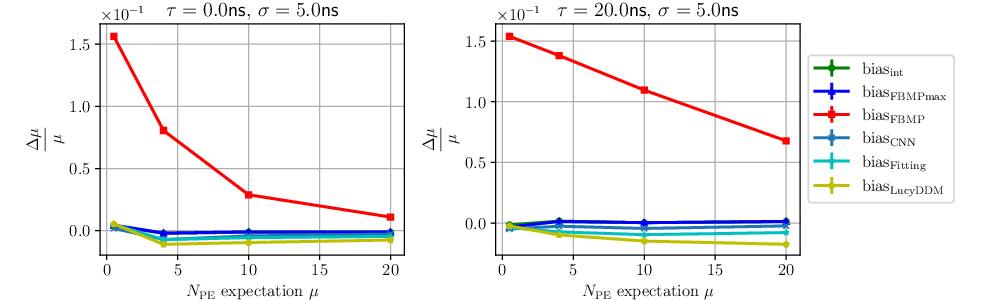 ×10⁻¹ τ = 0.0ns, σ = 5.0ns
1.5
1.0
0.5
0.0
Δμ
μ
0 5 10 15 20
N_PE expectation μ
×10⁻¹ τ = 20.0ns, σ = 5.0ns
1.5
1.0
0.5
0.0
Δμ
μ
0 5 10 15 20
N_PE expectation μ
bias_int
bias_FBMPmax
bias_FBMP
bias_CNN
bias_Fitting
bias_LucyDDM